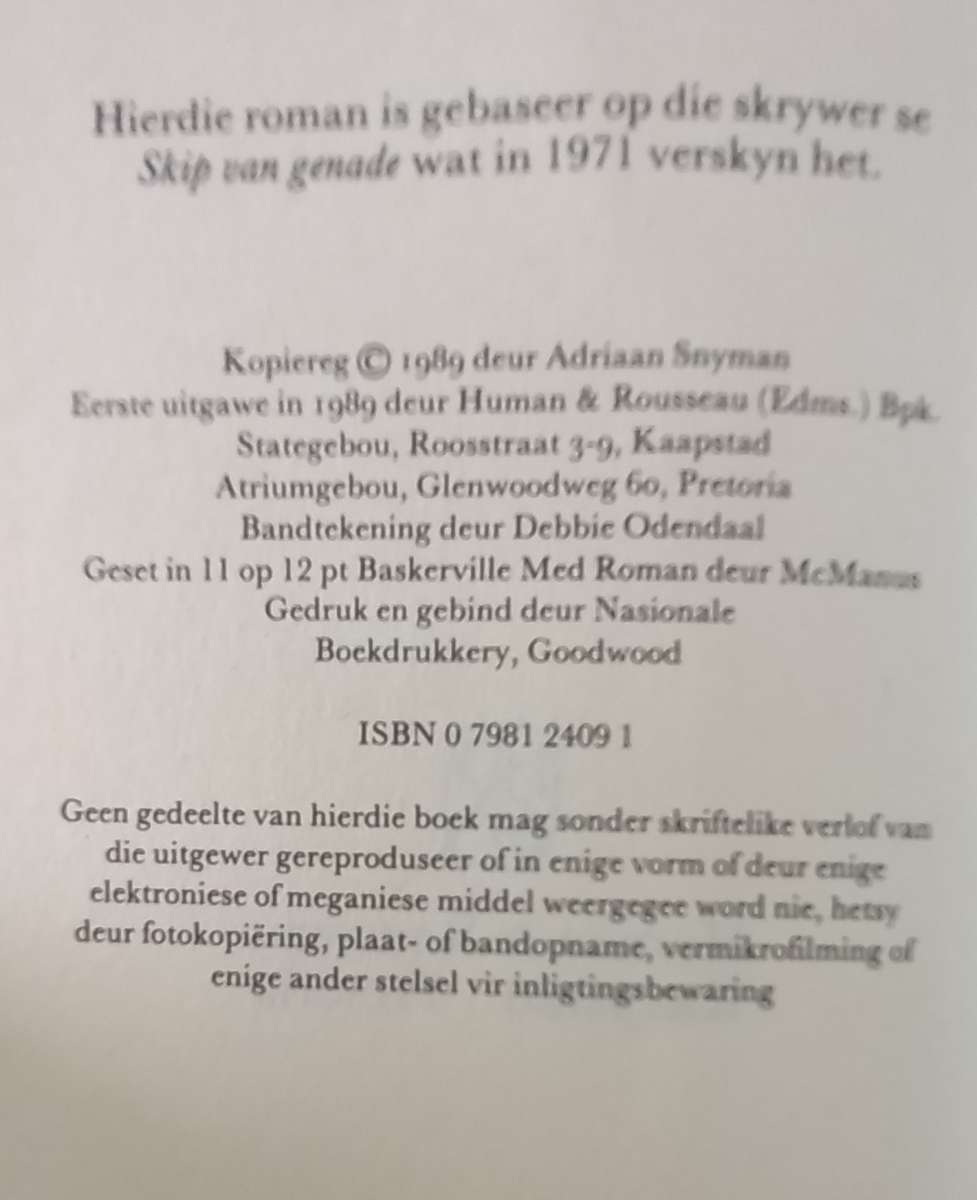 Hierdie roman is gebaseer op die skrywer se
Skip van genade wat in 1971 verskyn het.
Kopiereg © 1989 deur Adriaan Snyman
Eerste uitgawe in 1989 deur Human & Rousseau (Edms.) Bpk.
Stategebou, Roosstraat 3-9, Kaapstad
Atriumgebou, Glenwoodweg 60, Pretoria
Bandtekening deur Debbie Odendaal
Geset in 11 op 12 pt Baskerville Med Roman deur McManus
Gedruk en gebind deur Nasionale
Boekdrukkery, Goodwood
ISBN 0 7981 2409 1
Geen gedeelte van hierdie boek mag sonder skriftelike verlof van
die uitgewer gereproduseer of in enige vorm of deur enige
elektroniese of meganiese middel weergegee word nie, hetsy
deur fotokopiëring, plaat- of bandopname, vermikrofilming of
enige ander stelsel vir inligtingsbewaring